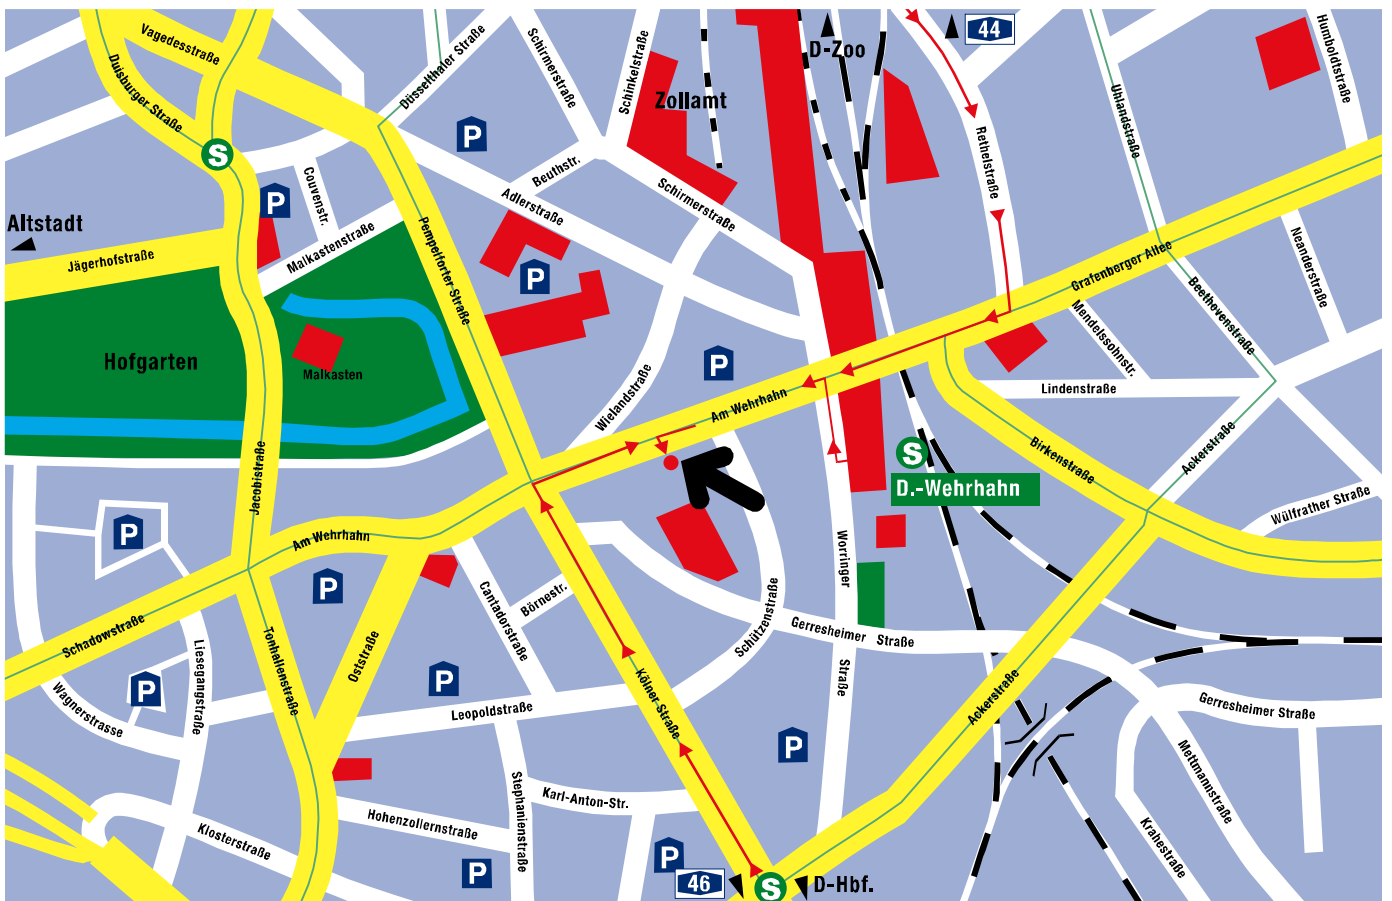 Vagedesstraße
Duisburger Straße
Düsselthaler Straße
Schirmerstraße
Schinkelstraße
Zollamt
D-Zoo
44
Humboldtstraße
Uhlandstraße
Rethelstraße
S
P
P
Beuthstr.
Adlerstraße
Schirmerstraße
Couvenstr.
Malkastenstraße
Altstadt
Jägerhofstraße
Pempelforter Straße
P
Neanderstraße
Grafenberger Allee
Beethovenstraße
Mendelssohnstr.
Hofgarten
Malkasten
P
Wielandstraße
Am Wehrhahn
Lindenstraße
Jacobistraße
Birkenstraße
Ackerstraße
S
D.-Wehrhahn
Wülfrather Straße
P
Am Wehrhahn
Worringer
Straße
P
Cantadorstraße
Börnestr.
Schützenstraße
Gerresheimer Straße
Schadowstraße
Liesegangstraße
Tonhallenstraße
Oststraße
Kölner Straße
P
P
Wagnerstrasse
Leopoldstraße
Ackerstraße
Gerresheimer Straße
P
Mettmannstraße
Stephanienstraße
Karl-Anton-Str.
Hohenzollernstraße
Klosterstraße
Krahestraße
P
P
46
S
D-Hbf.